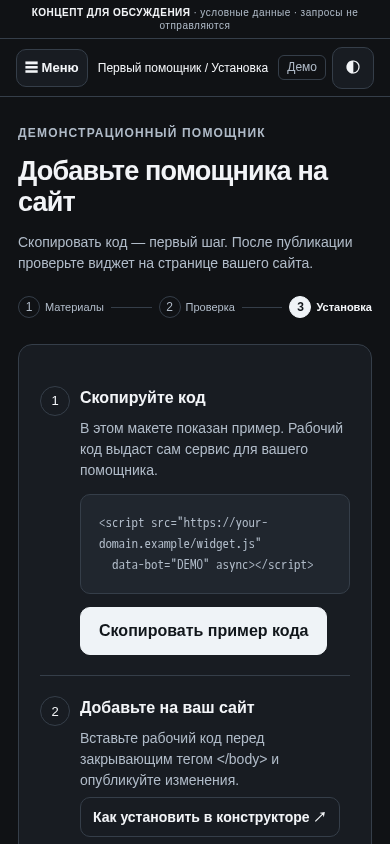 КОНЦЕПТ ДЛЯ ОБСУЖДЕНИЯ · условные данные · запросы не
отправляются
☰ Меню
Первый помощник / Установка
Демо
ДЕМОНСТРАЦИОННЫЙ ПОМОЩНИК
Добавьте помощника на
сайт
Скопировать код — первый шаг. После публикации
проверьте виджет на странице вашего сайта.
1 Материалы
2 Проверка
3 Установка
1
Скопируйте код
В этом макете показан пример. Рабочий
код выдаст сам сервис для вашего
помощника.
<script src="https://your-
domain.example/widget.js"
data-bot="DEMO" async></script>
Скопировать пример кода
2
Добавьте на ваш сайт
Вставьте рабочий код перед
закрывающим тегом </body> и
опубликуйте изменения.
Как установить в конструкторе ↗